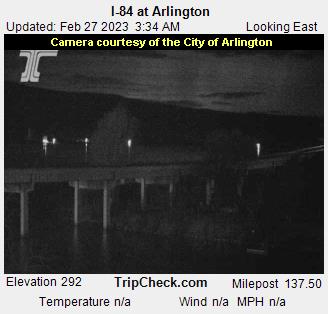 I-84 at Arlington
Updated: Feb 27 2023 3:34 AM Looking East
Camera courtesy of the City of Arlington
Elevation 292 TripCheck.com Milepost 137.50
Temperature n/a Wind n/a MPH n/a